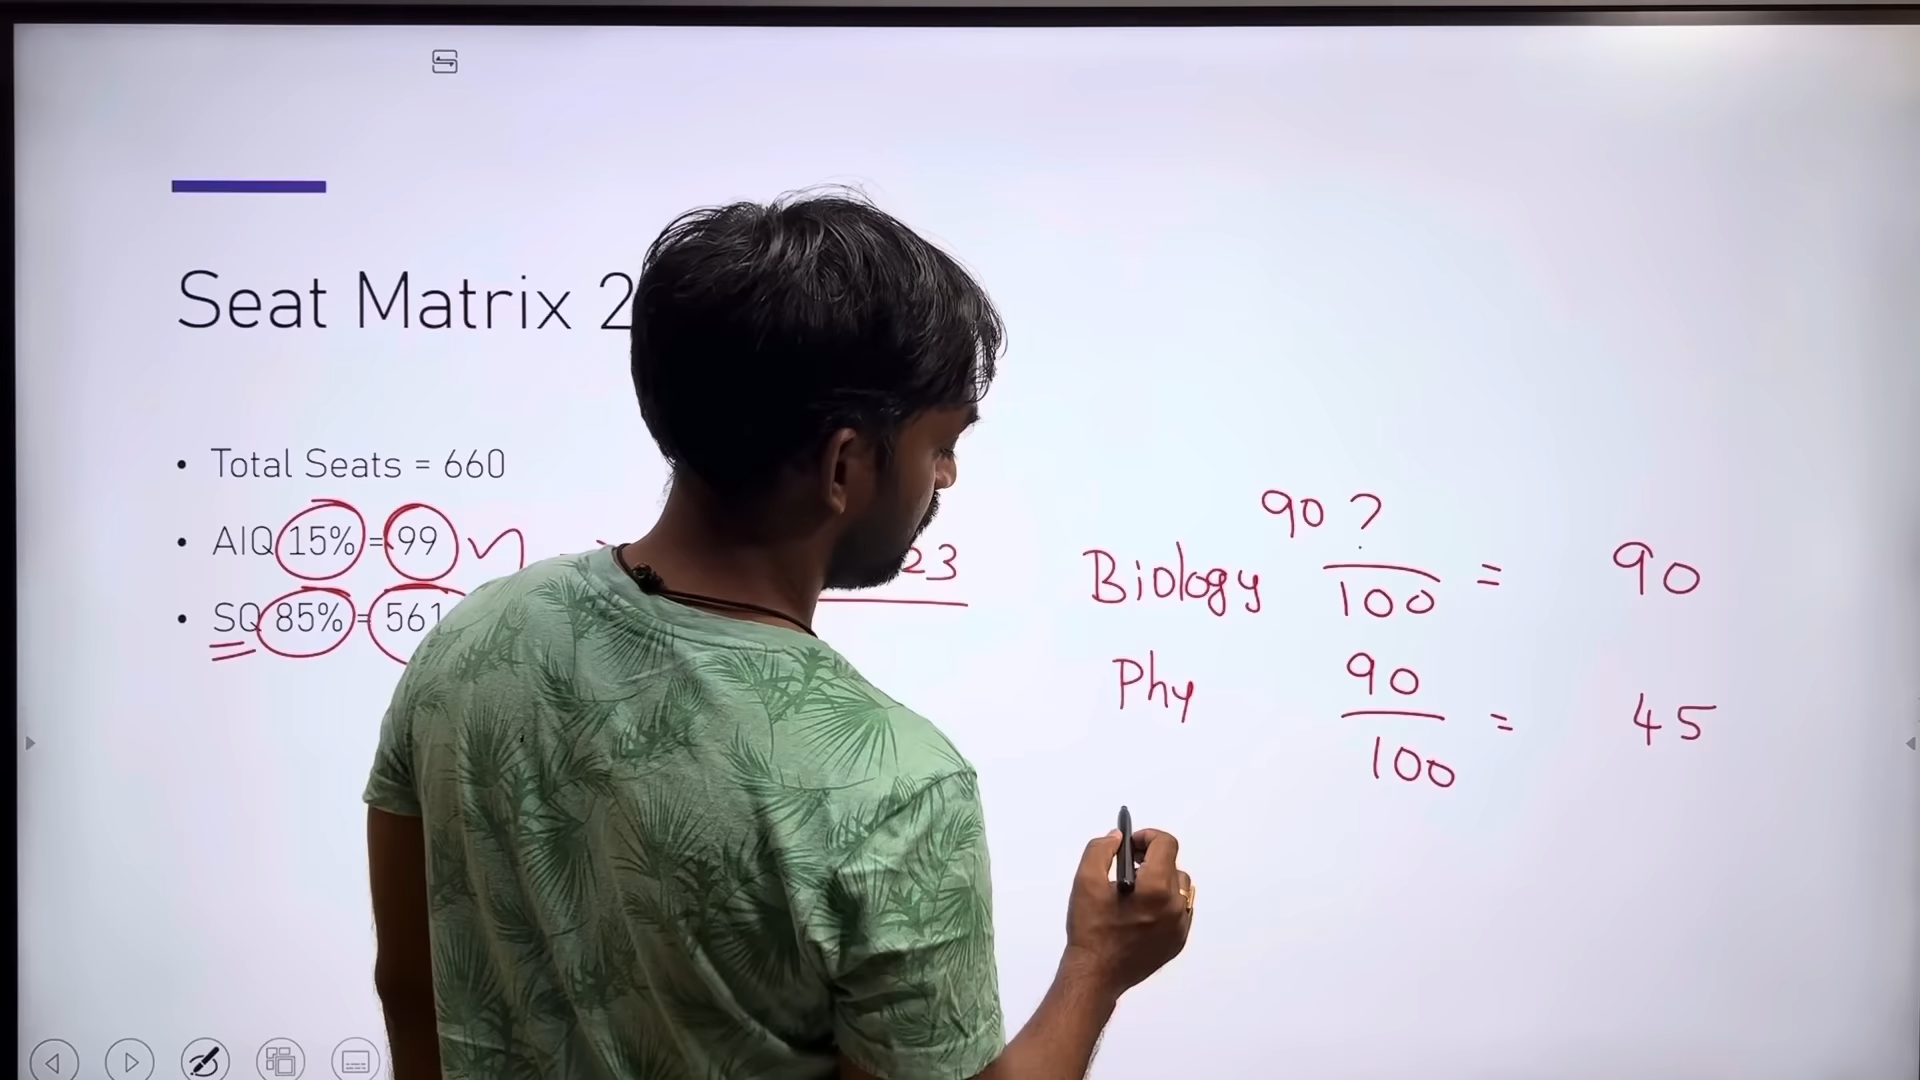 Seat Matrix 2
• Total Seats = 660
• AIQ 15% = 99
• SQ 85% = 561
23
90 ?
Biology
100
=
90
Phy
90
100
=
45